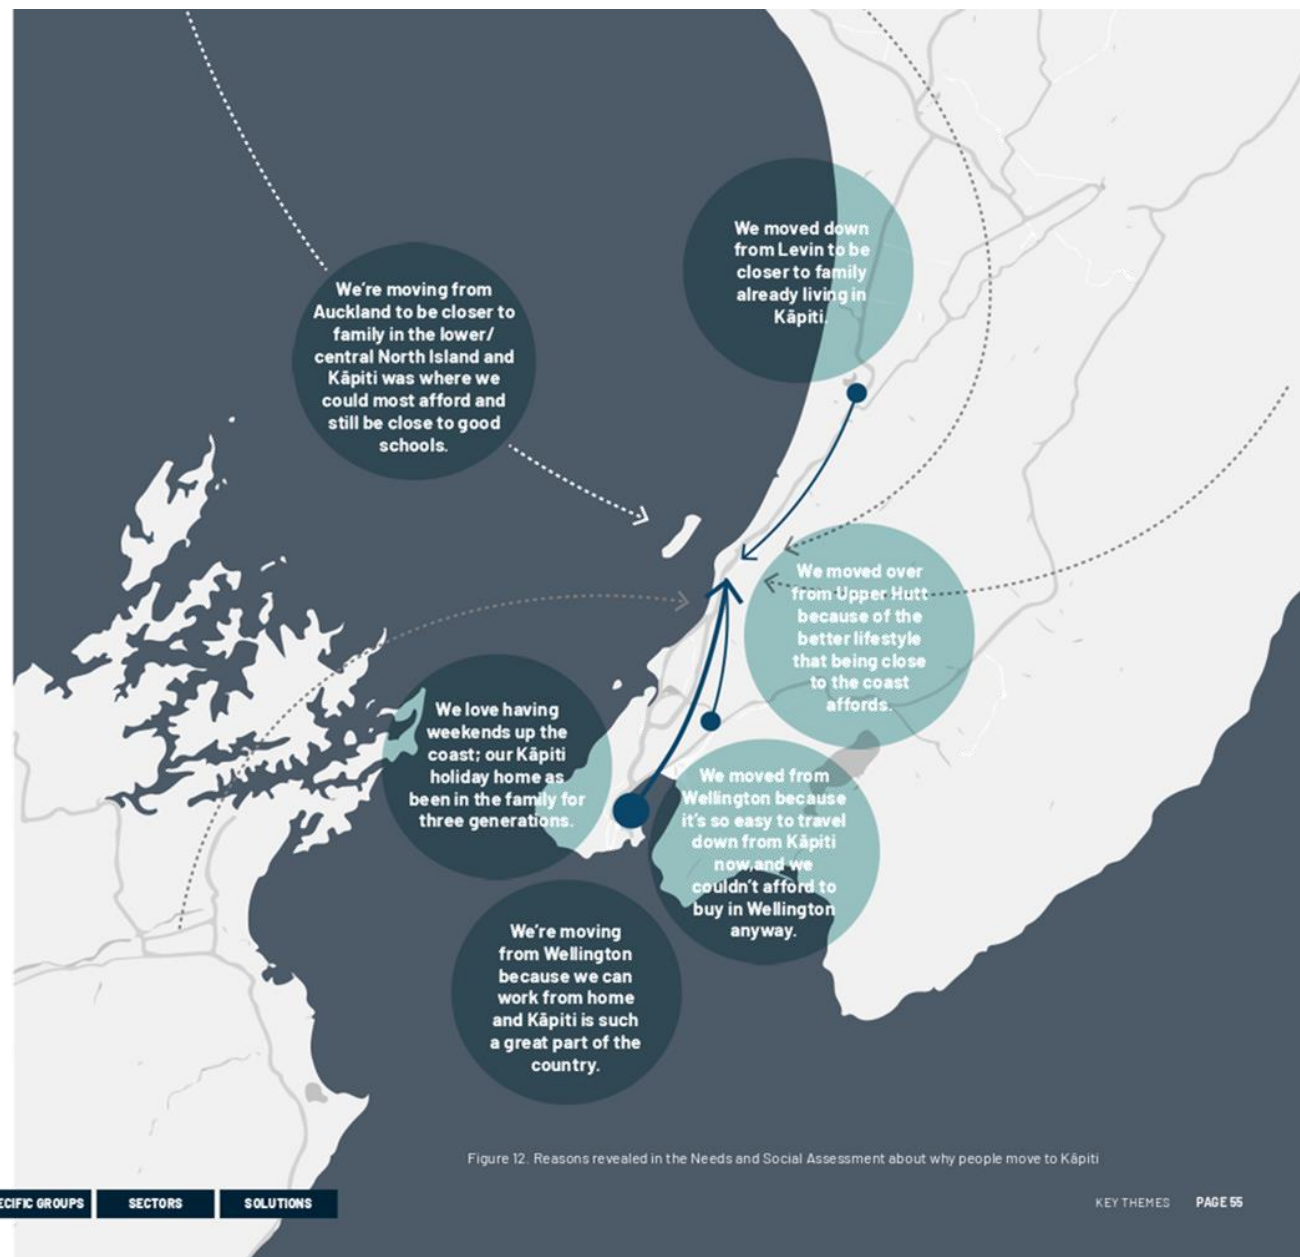 We moved down
from Levin to be
closer to family
already living in
Kāpiti.
We're moving from
Auckland to be closer to
family in the lower/
central North Island and
Kāpiti was where we
could most afford and
still be close to good
schools.
We moved over
from Upper Hutt
because of the
better lifestyle
that being close
to the coast
affords.
We love having
weekends up the
coast; our Kāpiti
holiday home as
been in the family for
three generations.
We moved from
Wellington because
it's so easy to travel
down from Kāpiti
now,and we
couldn't afford to
buy in Wellington
anyway.
We're moving
from Wellington
because we can
work from home
and Kāpiti is such
a great part of the
country.
Figure 12. Reasons revealed in the Needs and Social Assessment about why people move to Kāpiti
ECIFIC GROUPS SECTORS SOLUTIONS
KEY THEMES PAGE 55